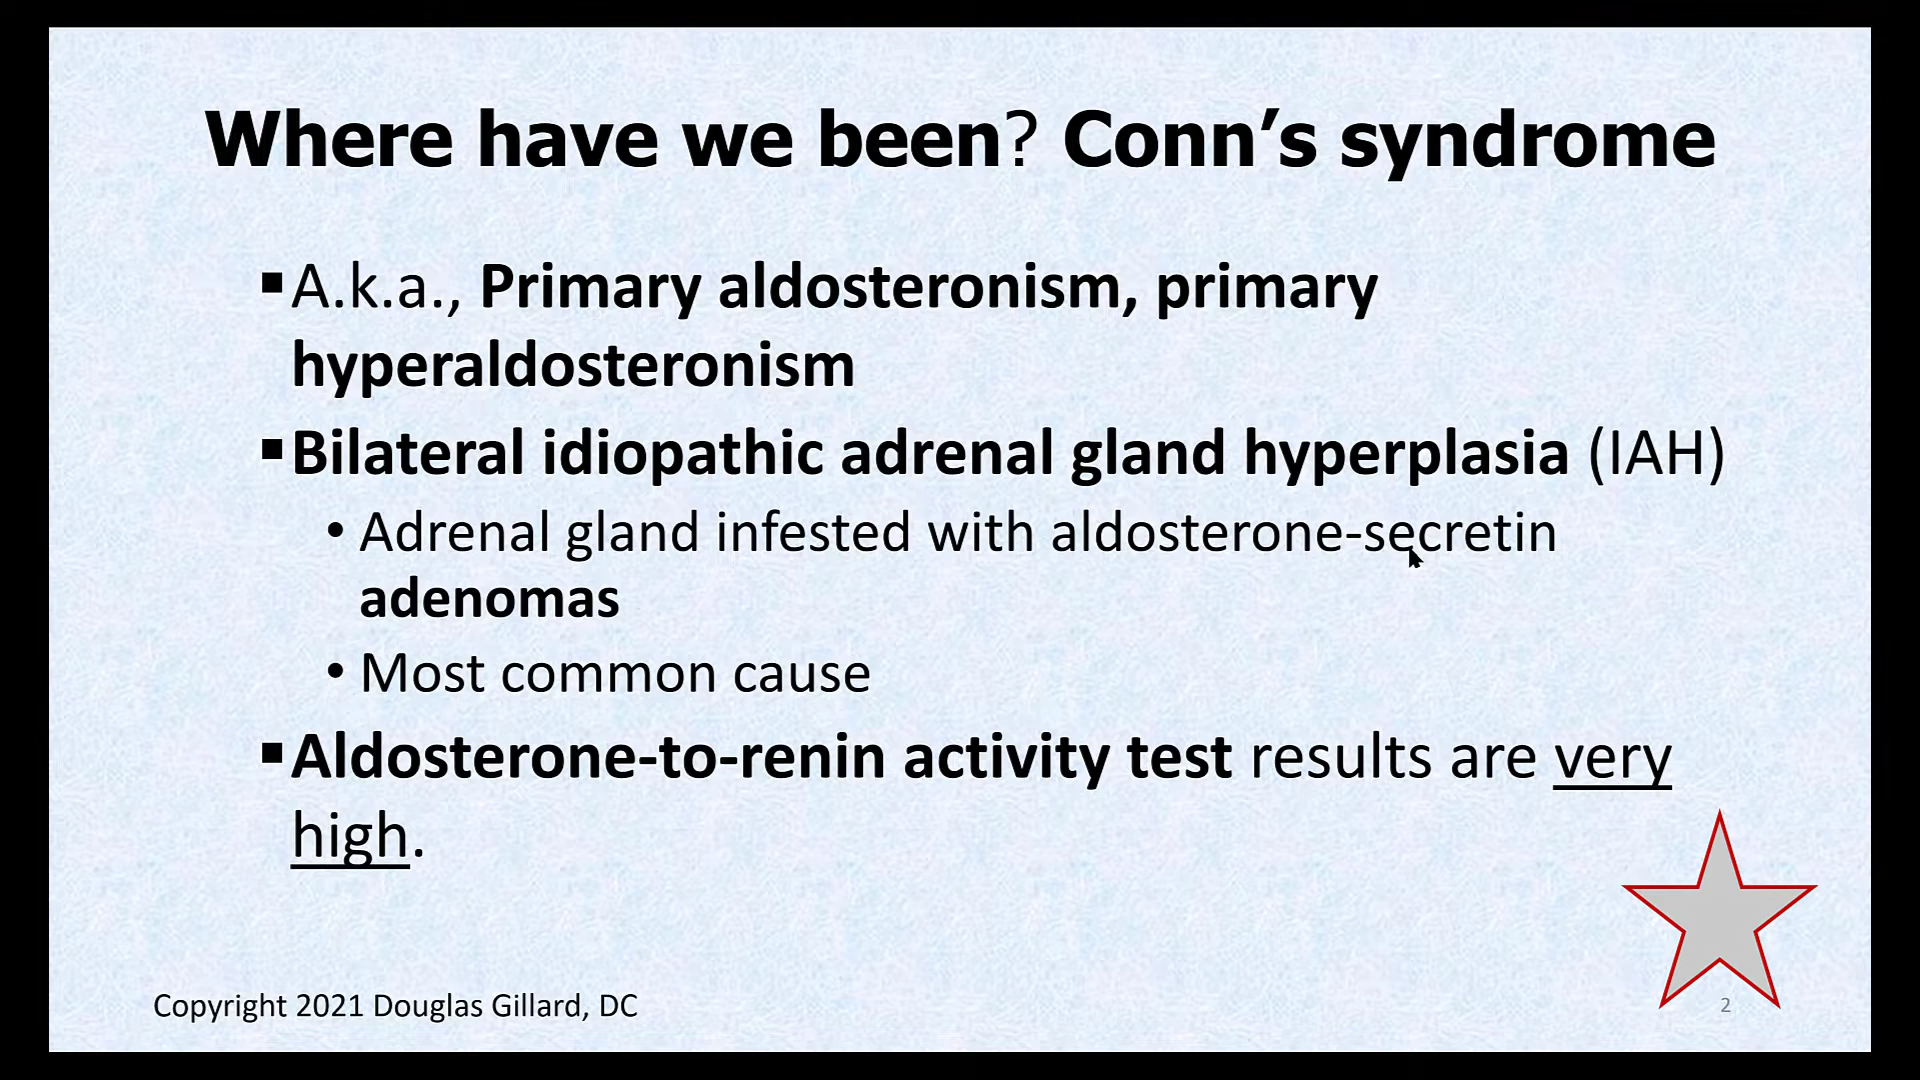 Where have we been? Conn’s syndrome
▪A.k.a., Primary aldosteronism, primary
hyperaldosteronism
▪Bilateral idiopathic adrenal gland hyperplasia (IAH)
• Adrenal gland infested with aldosterone-secretin
adenomas
• Most common cause
▪Aldosterone-to-renin activity test results are very
high.
Copyright 2021 Douglas Gillard, DC
2